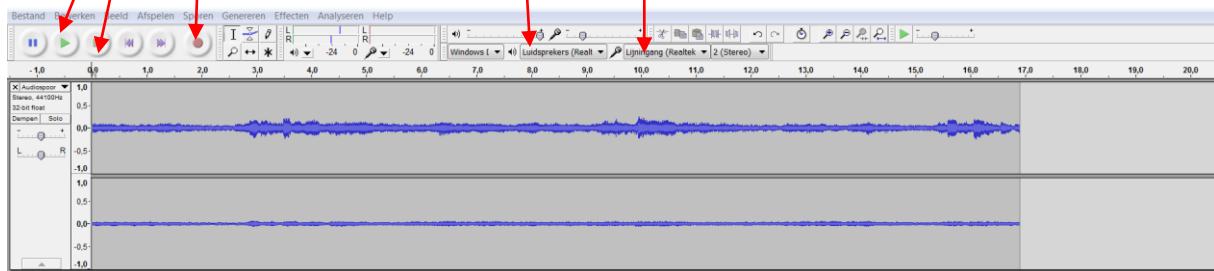 Bestand Bewerken Beeld Afspelen Sporen Genereren Effecten Analyseren Help
L R -24 0 -24 0 L R
Windows [ Luidsprekers (Realt Lijningang (Realtek 2 (Stereo)
- 1,0 0,0 1,0 2,0 3,0 4,0 5,0 6,0 7,0 8,0 9,0 10,0 11,0 12,0 13,0 14,0 15,0 16,0 17,0 18,0 19,0 20,0
X Audiospoor 1,0
Stereo, 44100Hz
32-bit float 0,5-
Dempen Solo
- + 0,0-
L R -0,5-
-1,0
1,0
0,5-
0,0-
-0,5-
-1,0